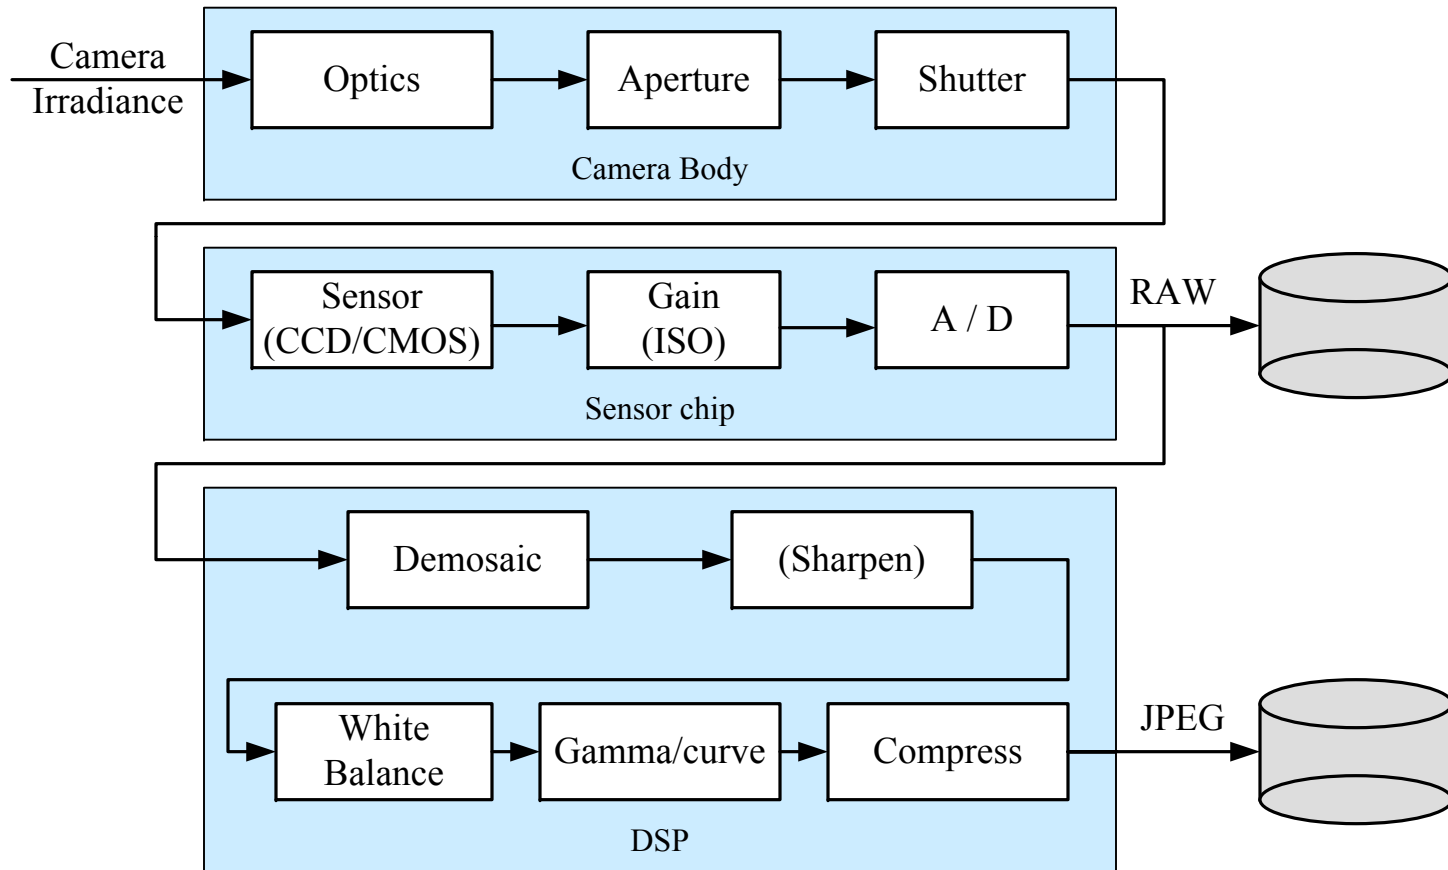 Camera
Irradiance
Optics
Aperture
Shutter
Camera Body
Sensor
(CCD/CMOS)
Gain
(ISO)
A / D
RAW
Sensor chip
Demosaic
(Sharpen)
White
Balance
Gamma/curve
Compress
JPEG
DSP